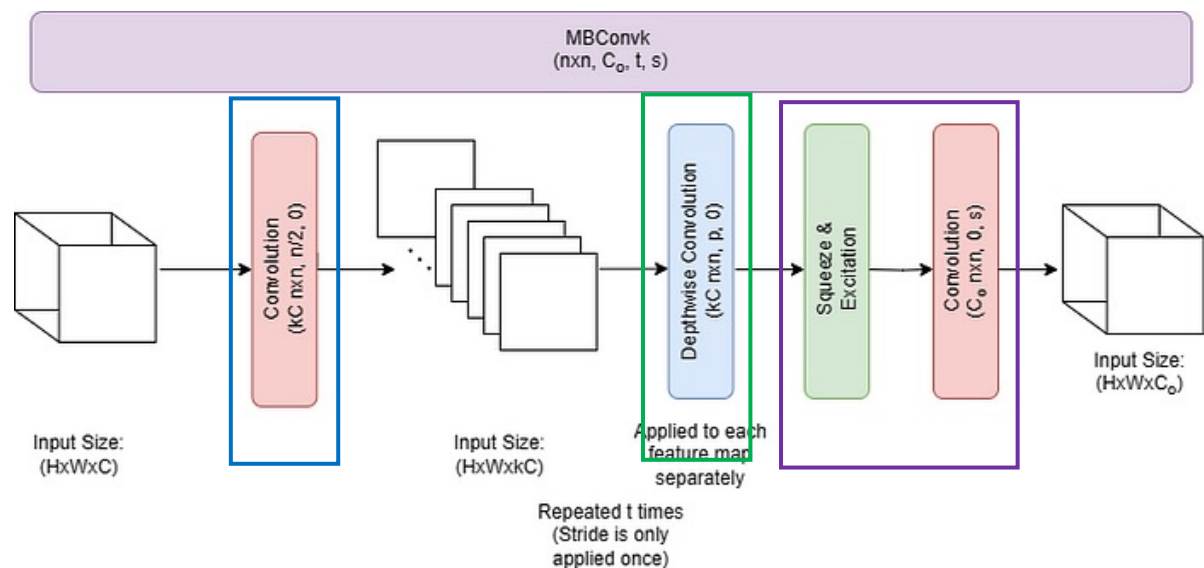 MBConvk
(nxn, Cₒ, t, s)
Convolution
(kC nxn, n/2, 0)
Depthwise Convolution
(kC nxn, p, 0)
Squeeze &
Excitation
Convolution
(Cₒ nxn, 0, s)
Input Size:
(HxWxC)
Input Size:
(HxWxkC)
Applied to each
feature map
separately
Input Size:
(HxWxCₒ)
Repeated t times
(Stride is only
applied once)